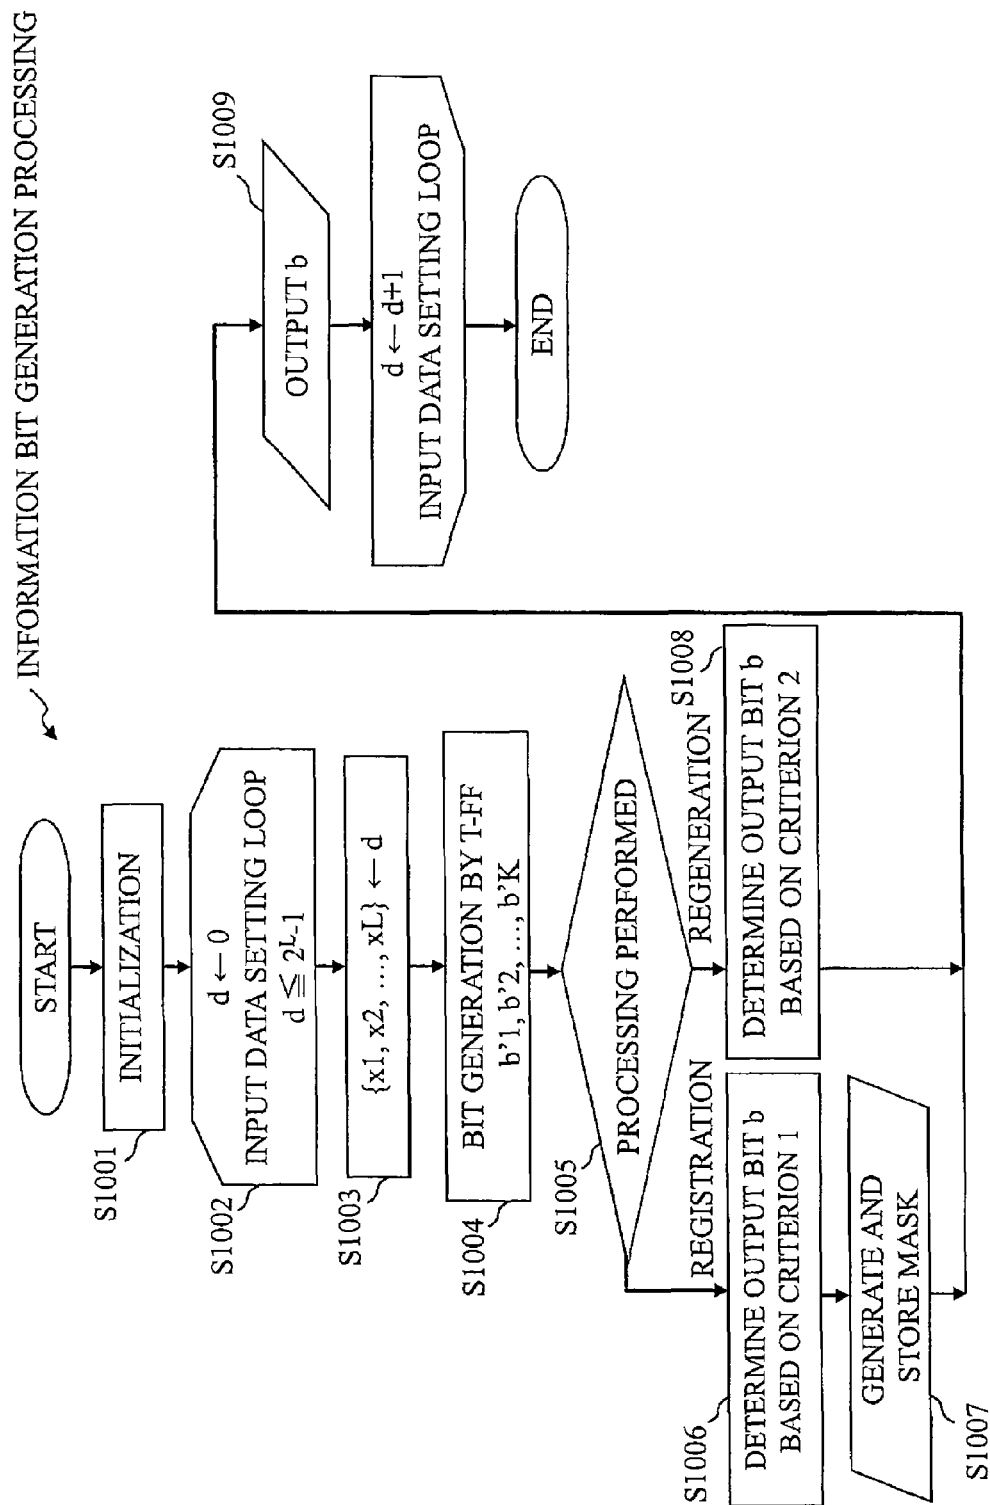 INFORMATION BIT GENERATION PROCESSING
START
S1001
INITIALIZATION
S1002
d ← 0
INPUT DATA SETTING LOOP
d ≦ 2^L-1
S1003
{x1, x2, ..., xL} ← d
S1004
BIT GENERATION BY T-FF
b'1, b'2,..., b'K
S1005
PROCESSING PERFORMED
REGISTRATION
REGENERATION
S1006
DETERMINE OUTPUT BIT b
BASED ON CRITERION 1
S1007
GENERATE AND
STORE MASK
S1008
DETERMINE OUTPUT BIT b
BASED ON CRITERION 2
S1009
OUTPUT b
d ← d+1
INPUT DATA SETTING LOOP
END